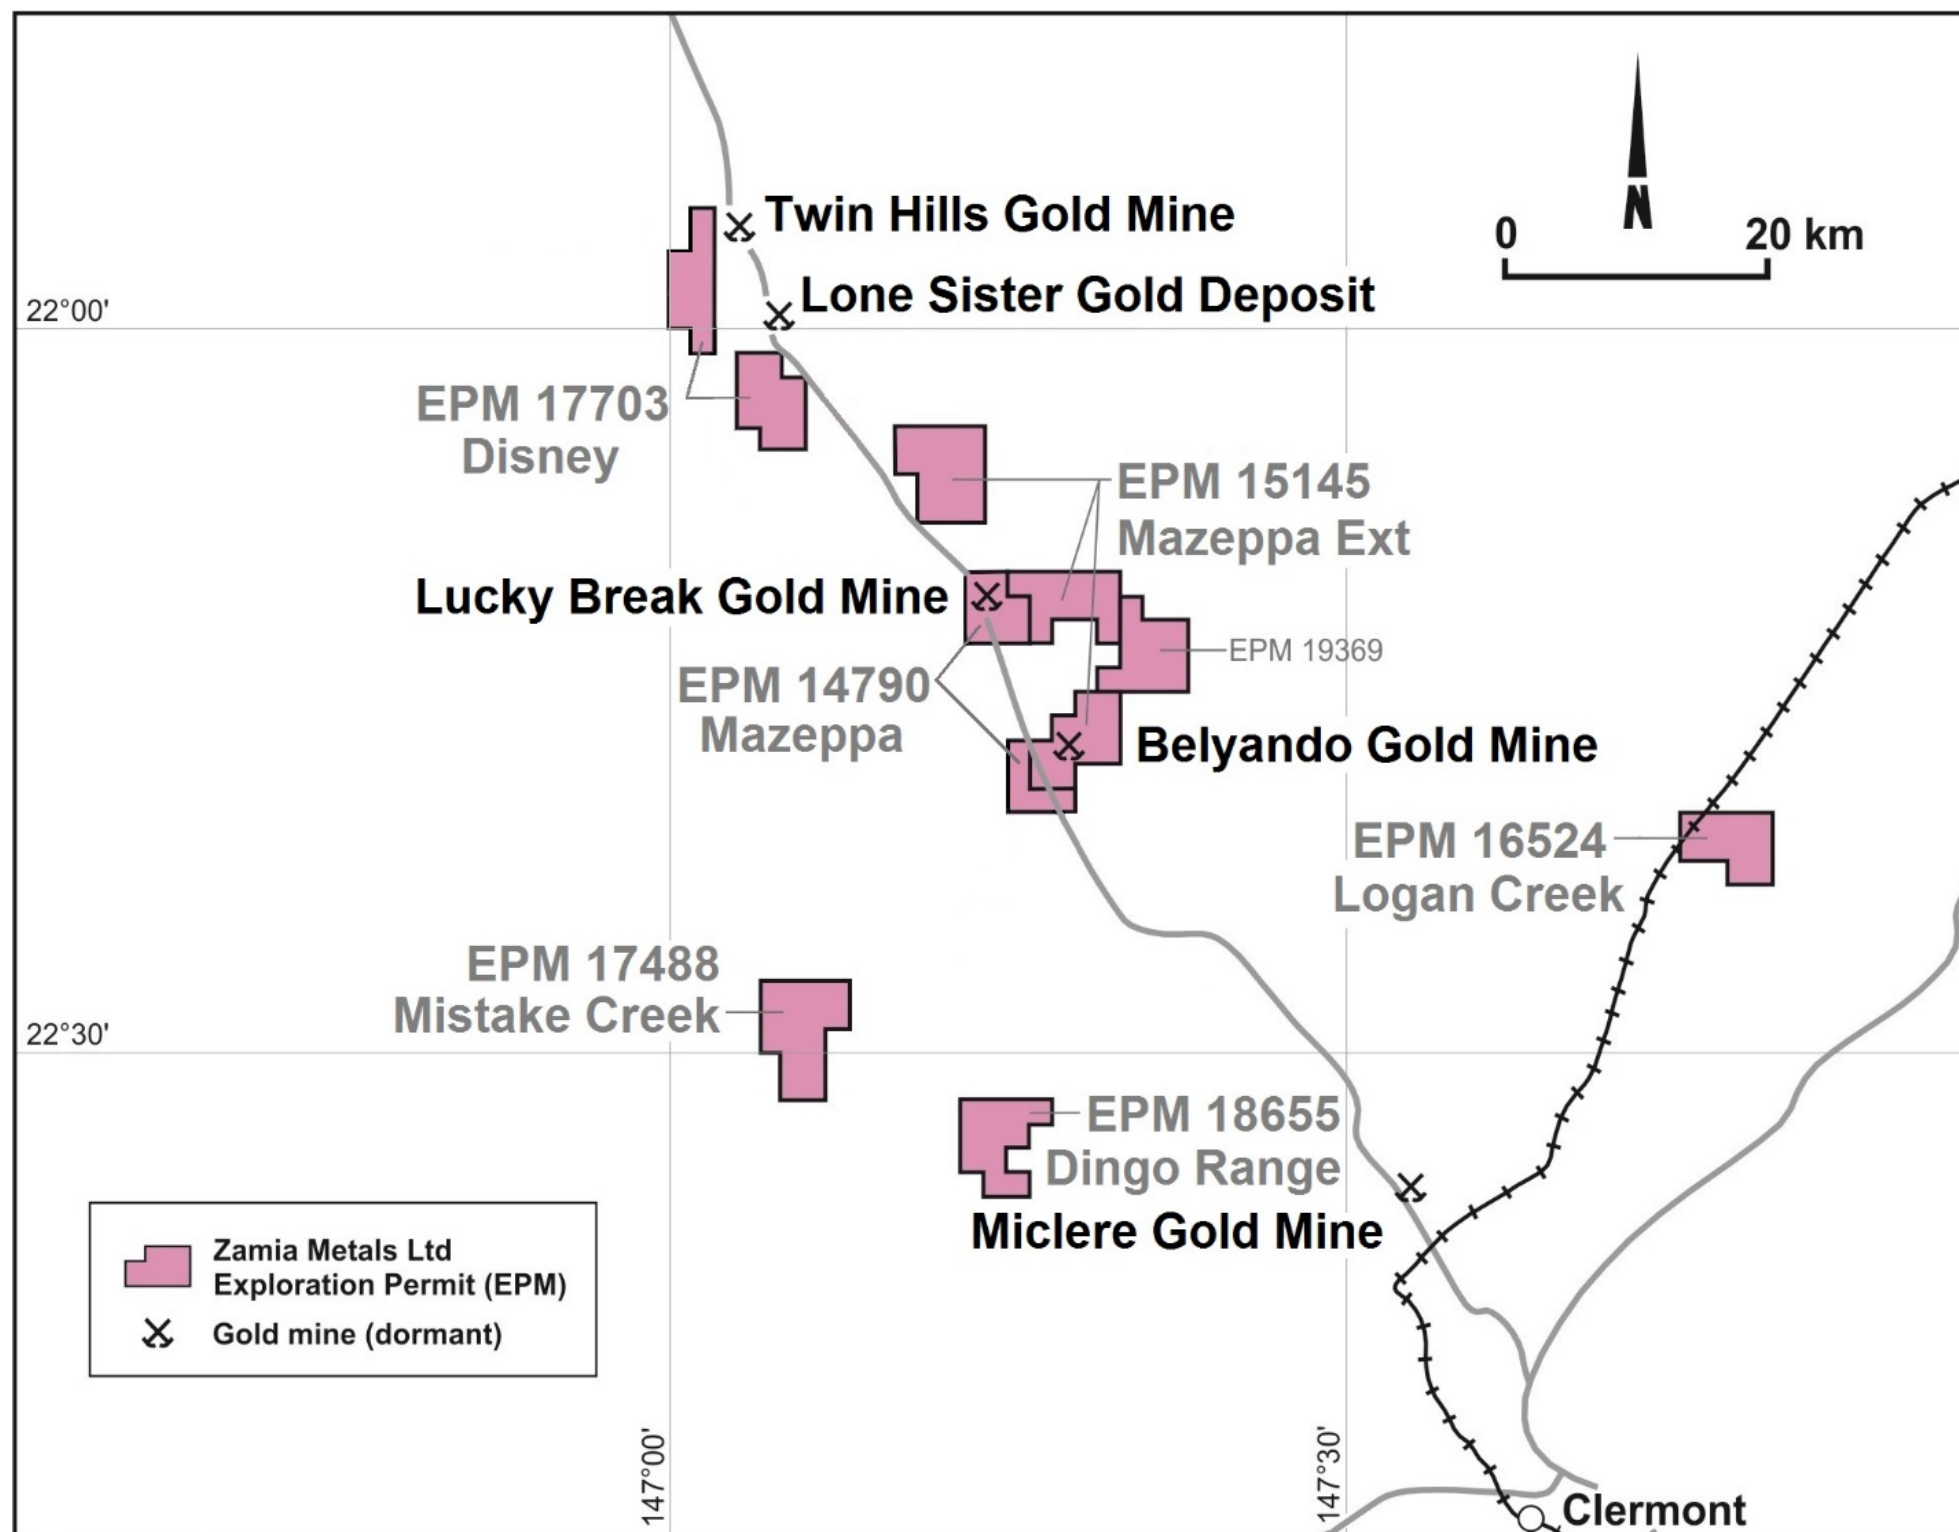 Twin Hills Gold Mine
N
0
20 km
Lone Sister Gold Deposit
22°00'
EPM 17703
Disney
EPM 15145
Mazeppa Ext
Lucky Break Gold Mine
EPM 19369
EPM 14790
Mazeppa
Belyando Gold Mine
EPM 16524
Logan Creek
EPM 17488
Mistake Creek
22°30'
EPM 18655
Dingo Range
Miclere Gold Mine
Zamia Metals Ltd
Exploration Permit (EPM)
Gold mine (dormant)
147°00'
147°30'
Clermont